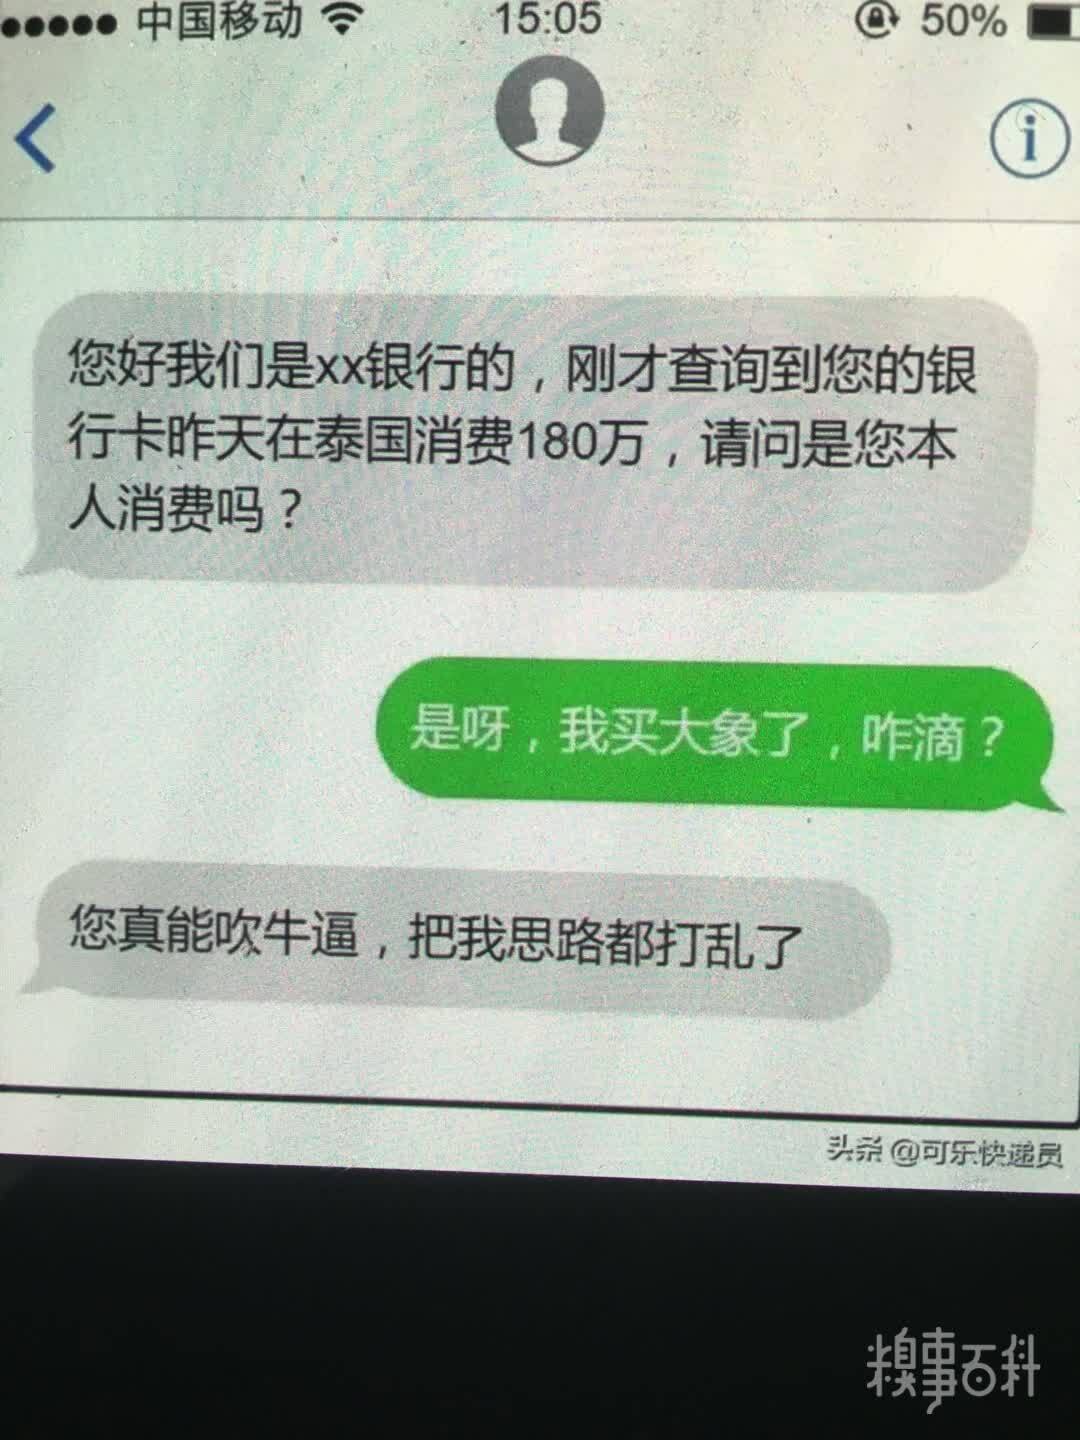 中国移动 15:05 50%
您好我们是xx银行的，刚才查询到您的银
行卡昨天在泰国消费180万，请问是您本
人消费吗？
是呀，我买大象了，咋滴？
您真能吹牛逼，把我思路都打乱了
头条 @可乐快递员
糗事百科